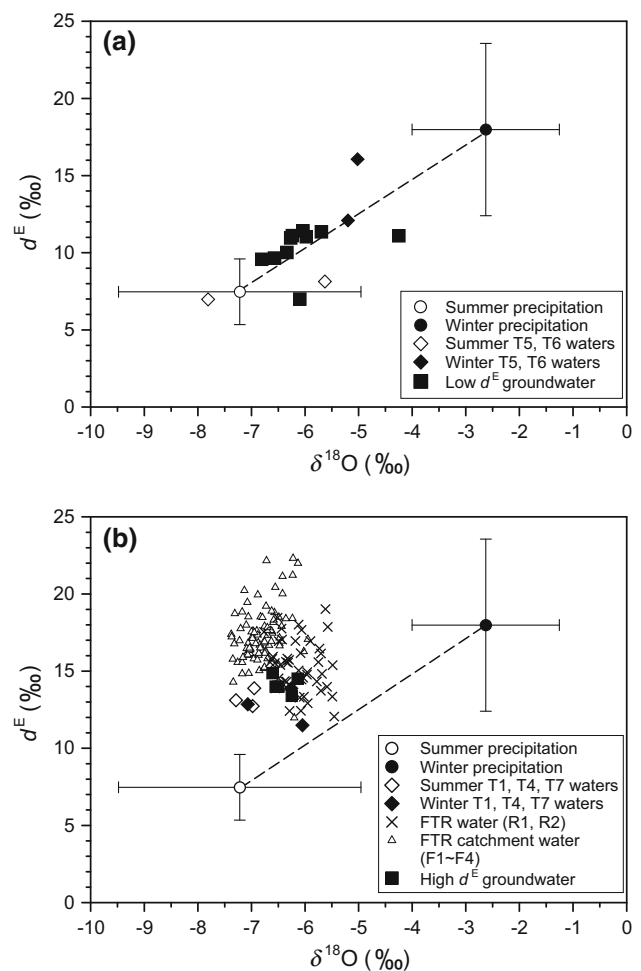 (a)
25
20
15
10
5
0
d^E (‰)
-10 -9 -8 -7 -6 -5 -4 -3 -2 -1 0
δ^18O (‰)
Summer precipitation
Winter precipitation
Summer T5, T6 waters
Winter T5, T6 waters
Low d^E groundwater
(b)
25
20
15
10
5
0
d^E (‰)
-10 -9 -8 -7 -6 -5 -4 -3 -2 -1 0
δ^18O (‰)
Summer precipitation
Winter precipitation
Summer T1, T4, T7 waters
Winter T1, T4, T7 waters
FTR water (R1, R2)
FTR catchment water
(F1~F4)
High d^E groundwater